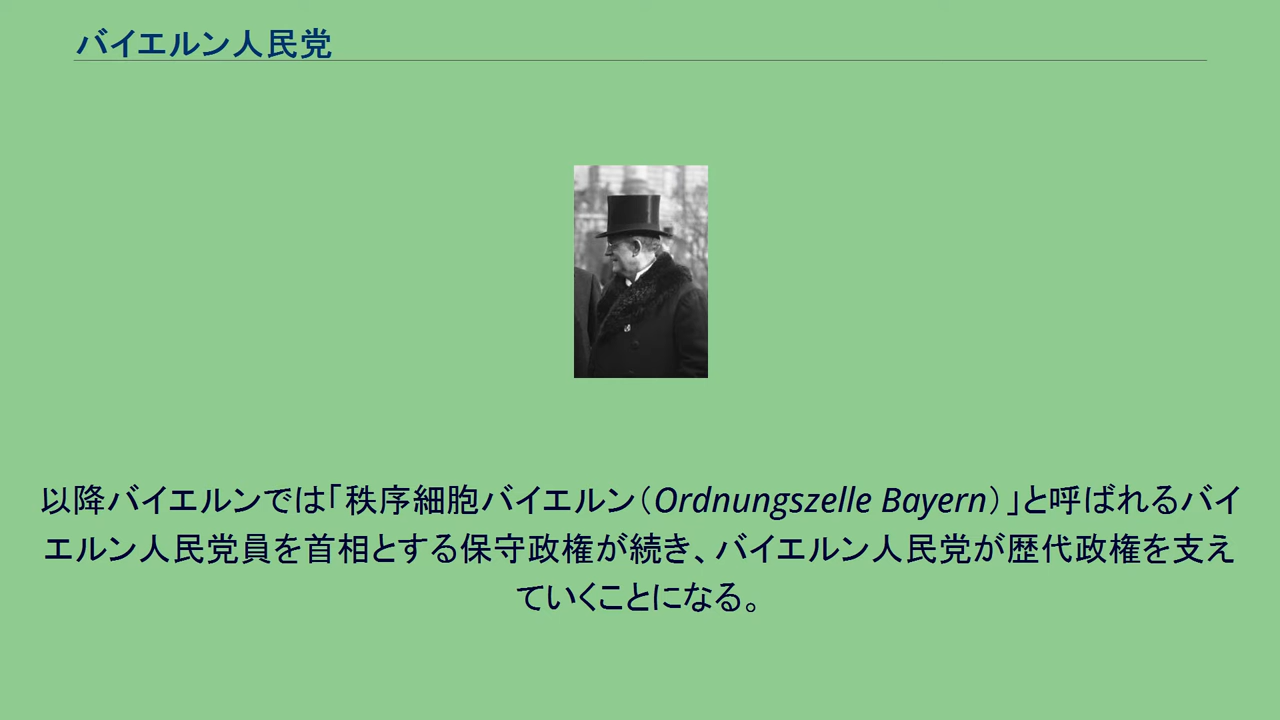 バイエルン人民党
以降バイエルンでは「秩序細胞バイエルン（Ordnungszelle Bayern）」と呼ばれるバイ
エルン人民党員を首相とする保守政権が続き、バイエルン人民党が歴代政権を支え
ていくことになる。